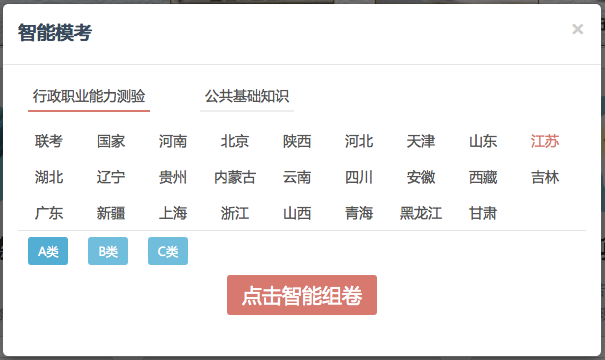 智能模考 ×
行政职业能力测验 公共基础知识
联考 国家 河南 北京 陕西 河北 天津 山东 江苏
湖北 辽宁 贵州 内蒙古 云南 四川 安徽 西藏 吉林
广东 新疆 上海 浙江 山西 青海 黑龙江 甘肃
A类 B类 C类
点击智能组卷